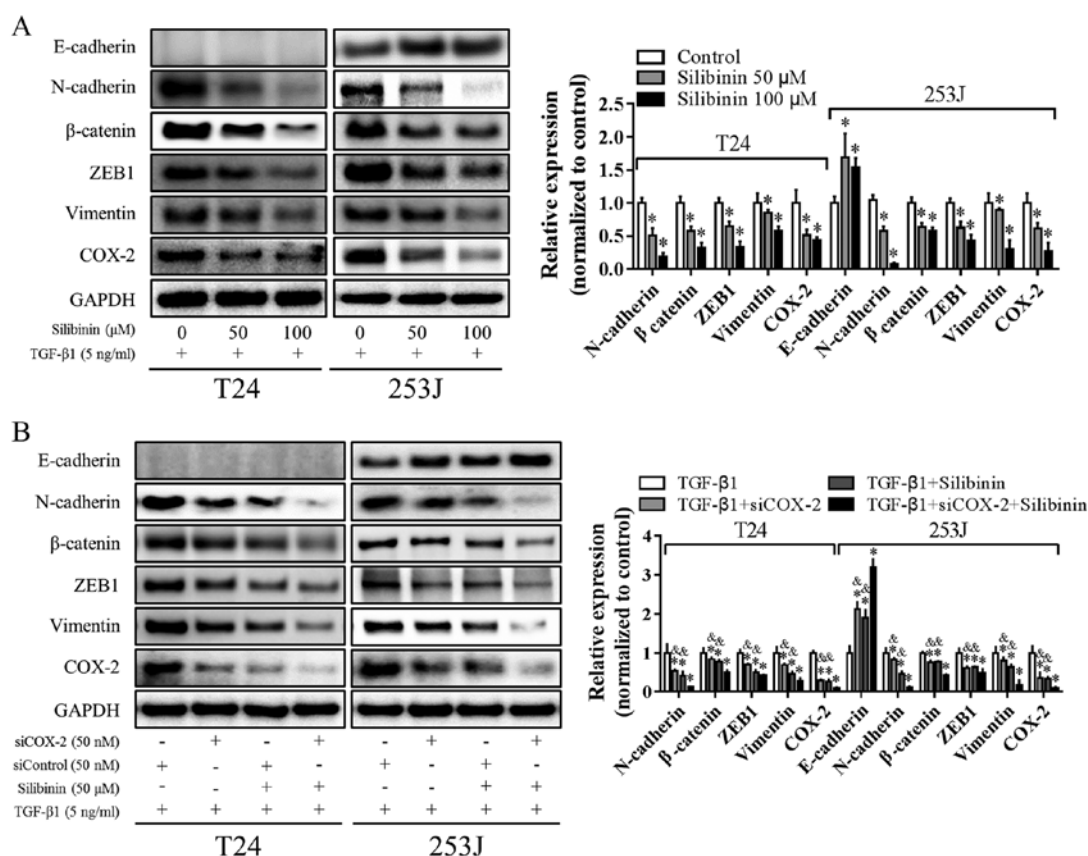 A
E-cadherin
N-cadherin
β-catenin
ZEB1
Vimentin
COX-2
GAPDH
Silibinin (μM) 0 50 100 0 50 100
TGF-β1 (5 ng/ml) + + + + + +
T24 253J
Control
Silibinin 50 μM
Silibinin 100 μM
253J
T24
Relative expression
(normalized to control)
2.5
2.0
1.5
1.0
0.5
0.0
* * * * * * * * * * * * * * * * * * * * * *
N-cadherin
β catenin
ZEB1
Vimentin
COX-2
E-cadherin
N-cadherin
β catenin
ZEB1
Vimentin
COX-2
B
E-cadherin
N-cadherin
β-catenin
ZEB1
Vimentin
COX-2
GAPDH
siCOX-2 (50 nM) - + - + - + - +
siControl (50 nM) + - + - + - + -
Silibinin (50 μM) - - + + - - + +
TGF-β1 (5 ng/ml) + + + + + + + +
T24 253J
TGF-β1 TGF-β1+Silibinin
TGF-β1+siCOX-2 TGF-β1+siCOX-2+Silibinin
T24 253J
Relative expression
(normalized to control)
4
3
2
1
0
N-cadherin
β-catenin
ZEB1
Vimentin
COX-2
E-cadherin
N-cadherin
β-catenin
ZEB1
Vimentin
COX-2